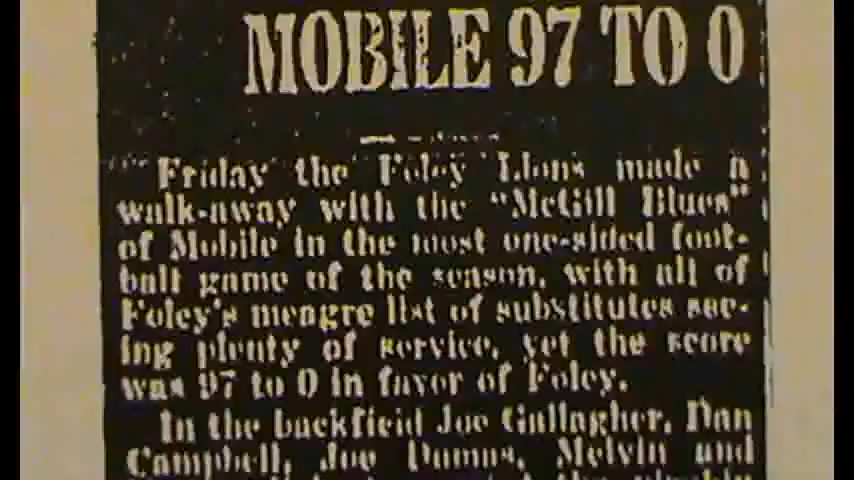 MOBILE 97 TO 0
Friday the Foley Lions made a
walk-away with the "McGill Blues"
of Mobile in the most one-sided foot-
ball game of the season, with all of
Foley's meagre list of substitutes see-
ing plenty of service, yet the score
was 97 to 0 in favor of Foley.
In the backfield Joe Gallagher, Dan
Campbell, Joe Dumas, Melvin and